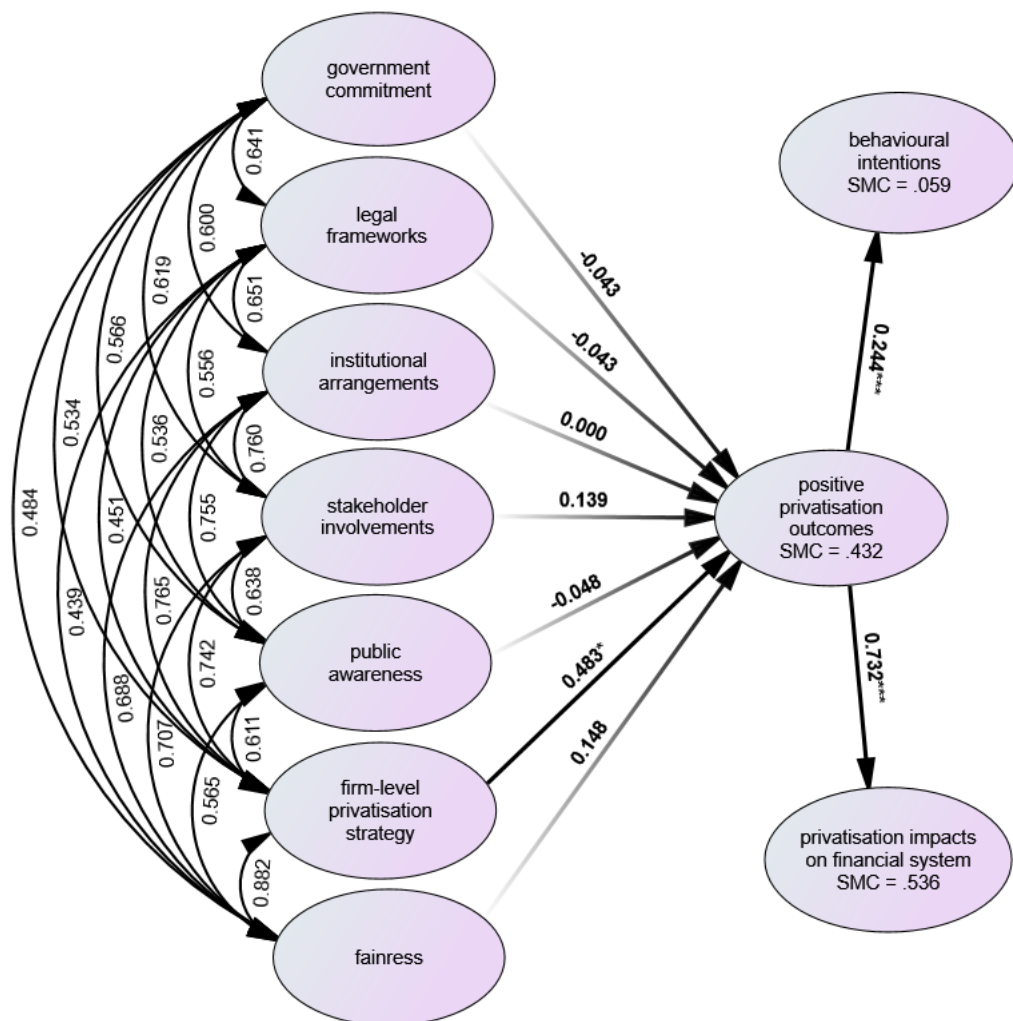 government
commitment
0.641
legal
frameworks
0.600
0.619
0.651
0.566
institutional
arrangements
0.556
0.534
0.536
0.760
stakeholder
involvements
0.484
0.451
0.755
0.439
0.765
0.638
public
awareness
0.742
0.688
0.707
0.611
0.565
firm-level
privatisation
strategy
0.882
fainress
-0.043
-0.043
0.000
0.139
-0.048
0.483*
0.148
behavioural
intentions
SMC = .059
0.244***
positive
privatisation
outcomes
SMC = .432
0.732***
privatisation impacts
on financial system
SMC = .536